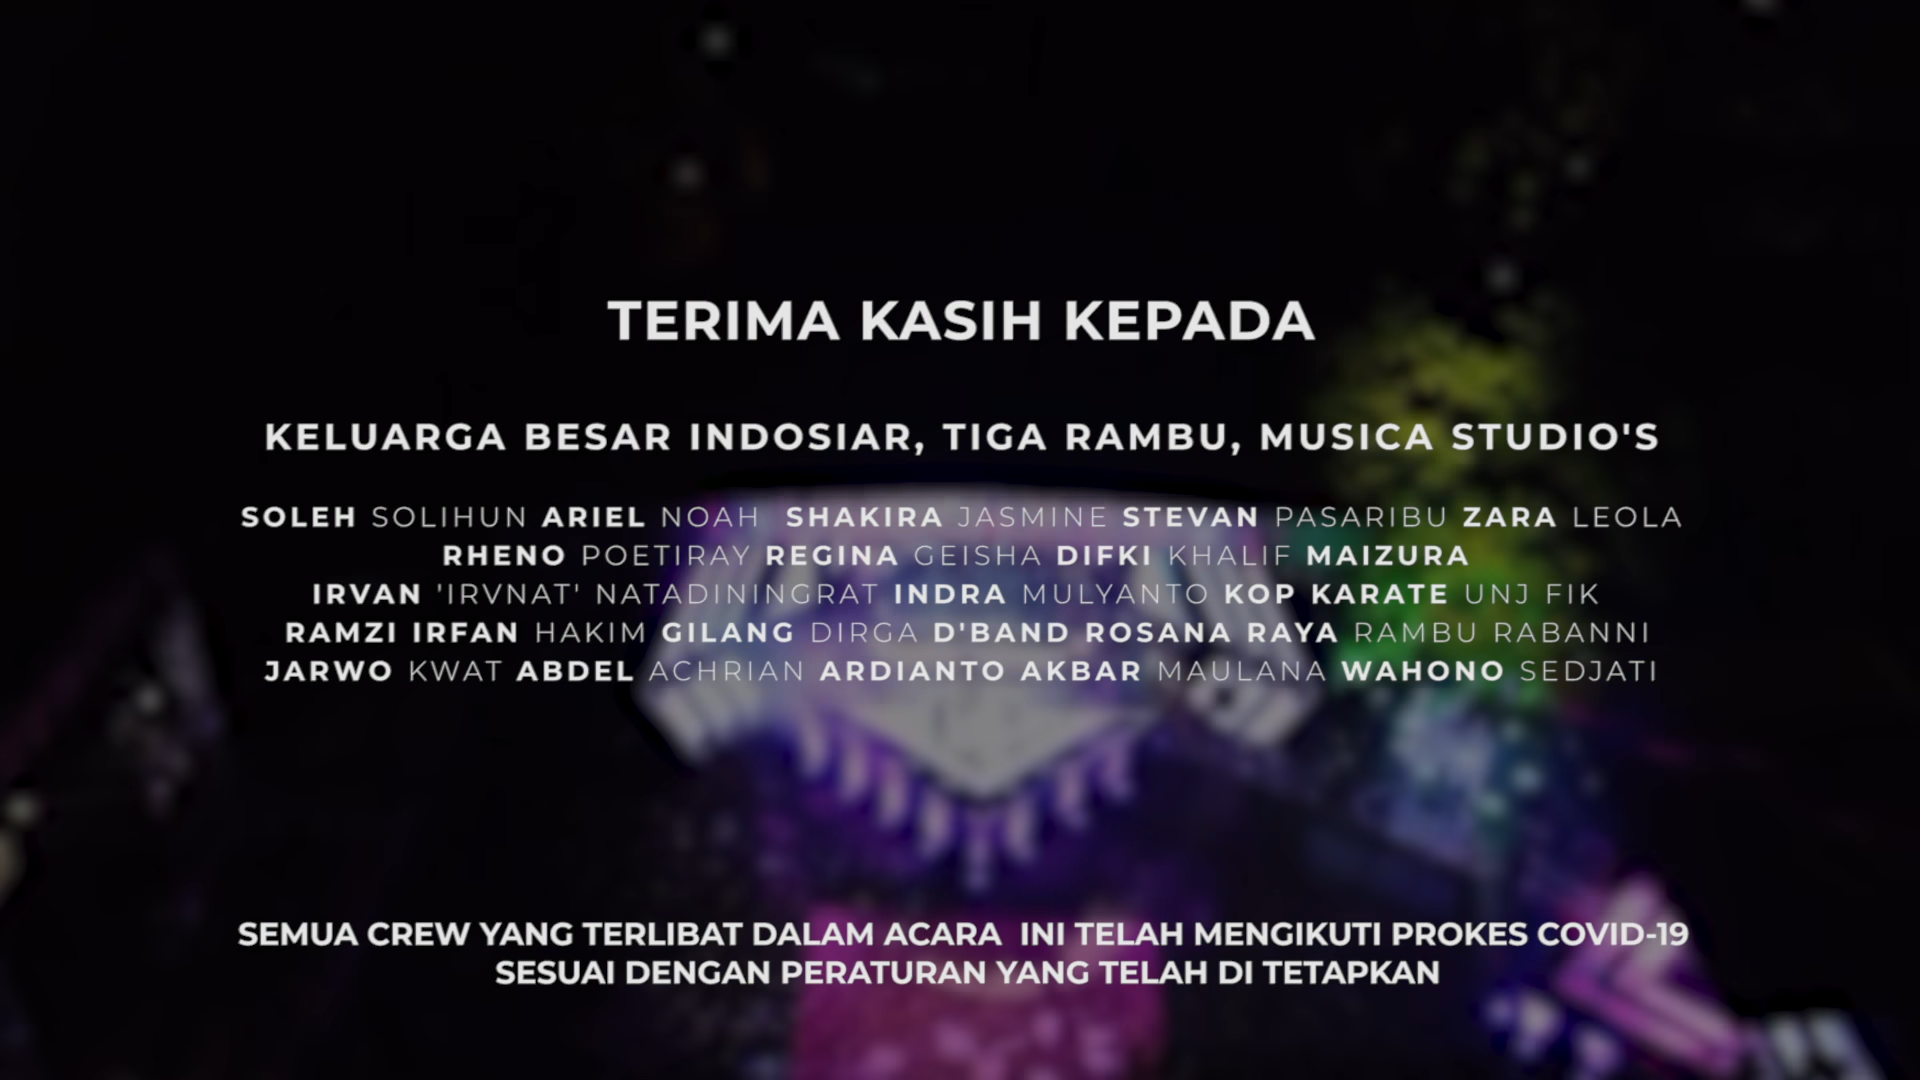 TERIMA KASIH KEPADA
KELUARGA BESAR INDOSIAR, TIGA RAMBU, MUSICA STUDIO'S
SOLEH SOLIHUN ARIEL NOAH SHAKIRA JASMINE STEVAN PASARIBU ZARA LEOLA
RHENO POETIRAY REGINA GEISHA DIFKI KHALIF MAIZURA
IRVAN 'IRVNAT' NATADININGRAT INDRA MULYANTO KOP KARATE UNJ FIK
RAMZI IRFAN HAKIM GILANG DIRGA D'BAND ROSANA RAYA RAMBU RABANNI
JARWO KWAT ABDEL ACHRIAN ARDIANTO AKBAR MAULANA WAHONO SEDJATI
SEMUA CREW YANG TERLIBAT DALAM ACARA INI TELAH MENGIKUTI PROKES COVID-19
SESUAI DENGAN PERATURAN YANG TELAH DI TETAPKAN